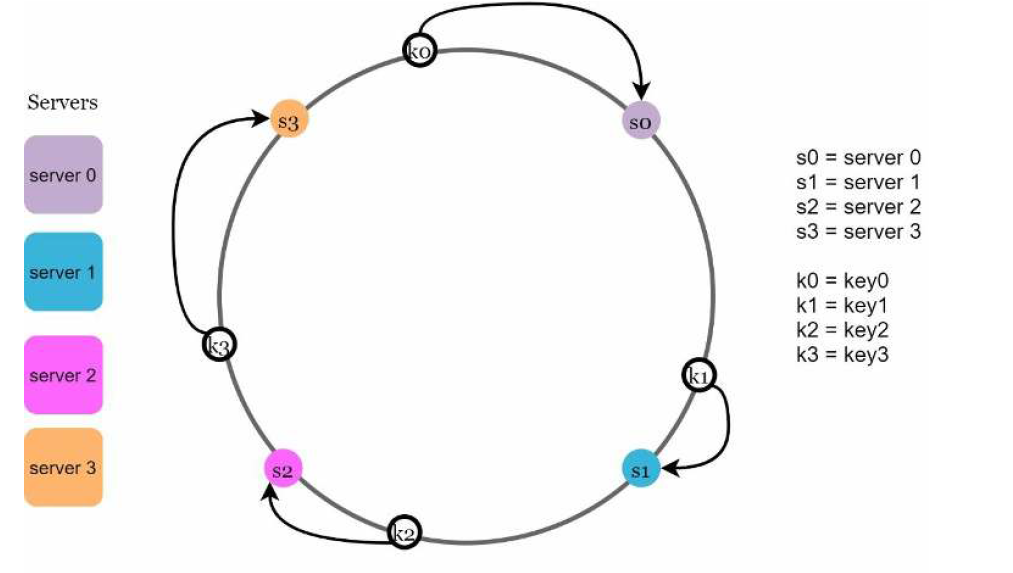 Servers
server 0
server 1
server 2
server 3
k0
s0
s3
k3
k1
s2
s1
k2
s0 = server 0
s1 = server 1
s2 = server 2
s3 = server 3
k0 = key0
k1 = key1
k2 = key2
k3 = key3